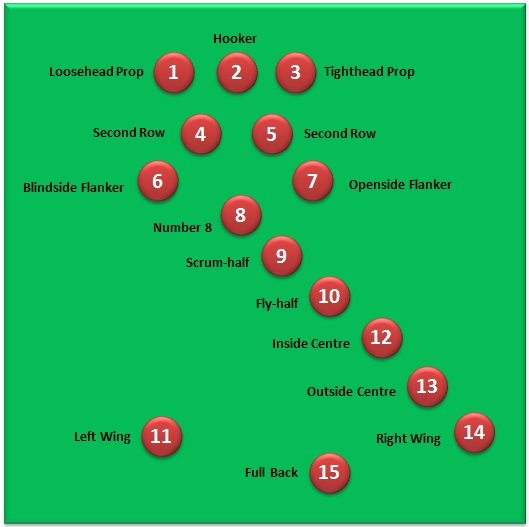 Hooker
Loosehead Prop 1 2 3 Tighthead Prop
Second Row 4 5 Second Row
Blindside Flanker 6 7 Openside Flanker
Number 8 8
Scrum-half 9
Fly-half 10
Inside Centre 12
Outside Centre 13
Left Wing 11 Right Wing 14
Full Back 15